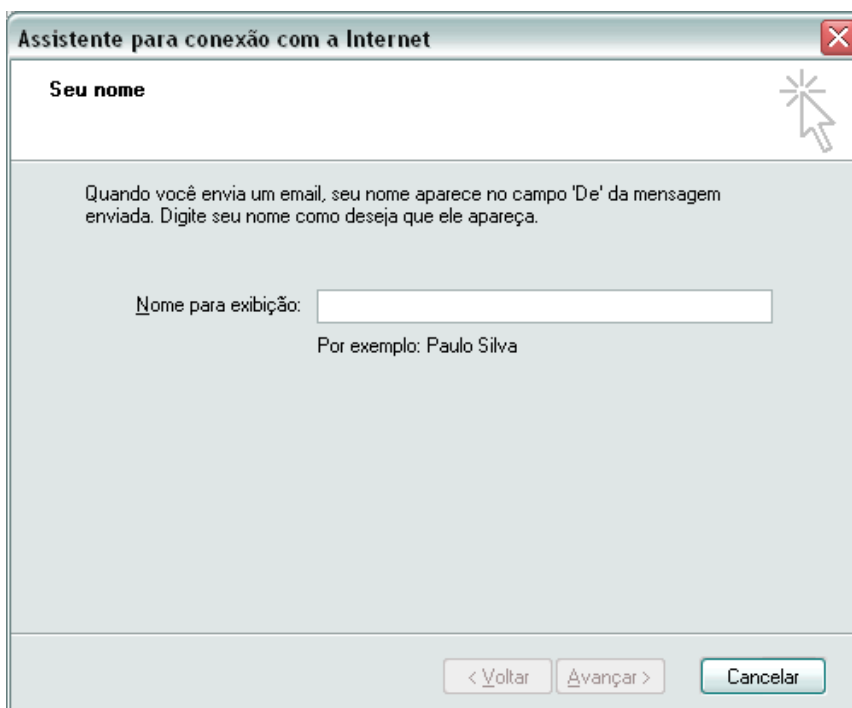 Assistente para conexão com a Internet
Seu nome
Quando você envia um email, seu nome aparece no campo 'De' da mensagem
enviada. Digite seu nome como deseja que ele apareça.
Nome para exibição:
Por exemplo: Paulo Silva
< Voltar Avançar > Cancelar